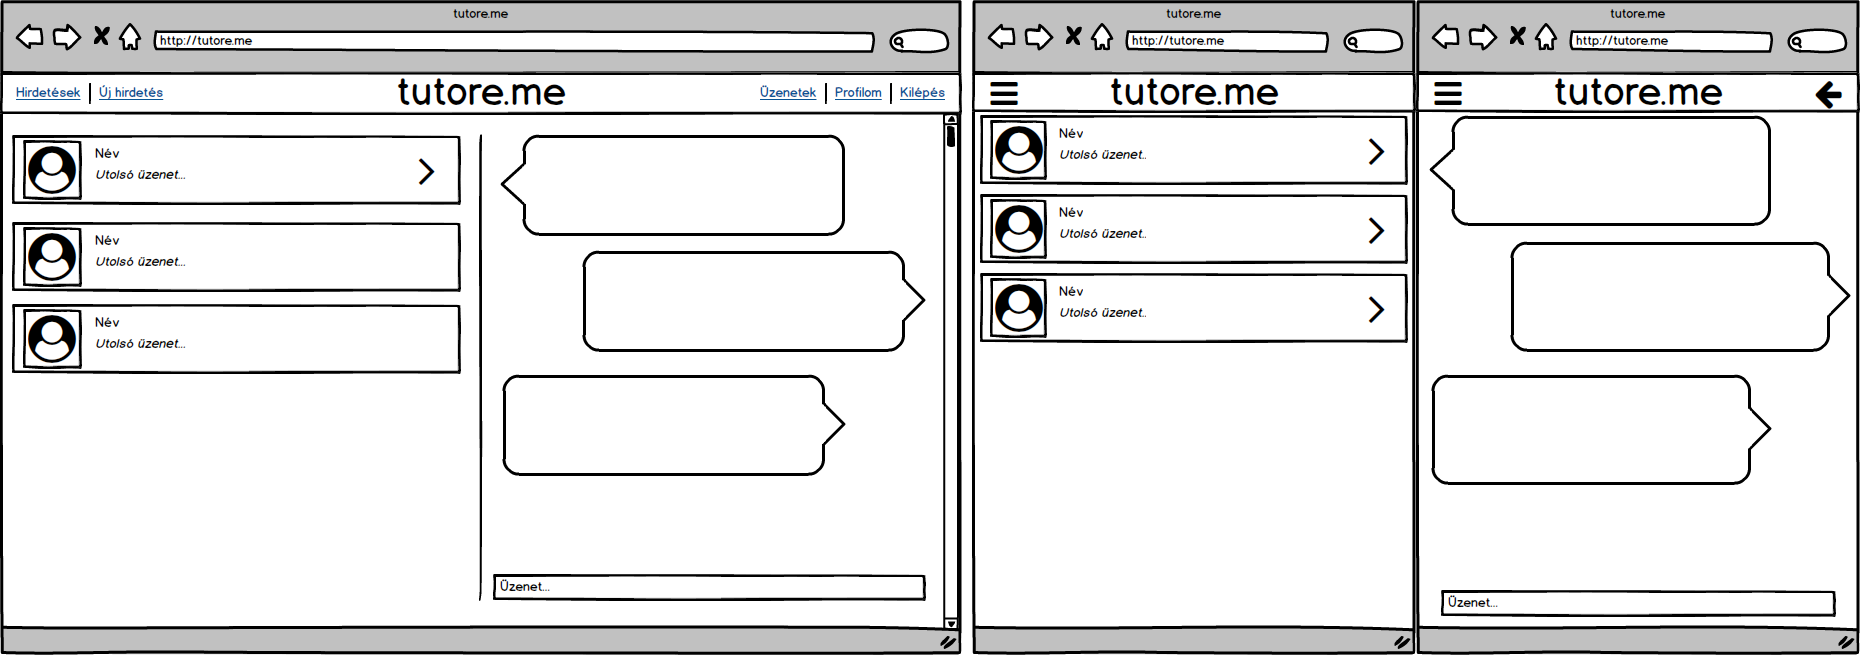 tutore.me
http://tutore.me
Hirdetések
Új hirdetés
tutore.me
Üzenetek
Profilom
Kilépés
Név
Utolsó üzenet...
Név
Utolsó üzenet...
Név
Utolsó üzenet...
Üzenet...
tutore.me
http://tutore.me
tutore.me
Név
Utolsó üzenet..
Név
Utolsó üzenet..
Név
Utolsó üzenet..
tutore.me
http://tutore.me
tutore.me
Üzenet...